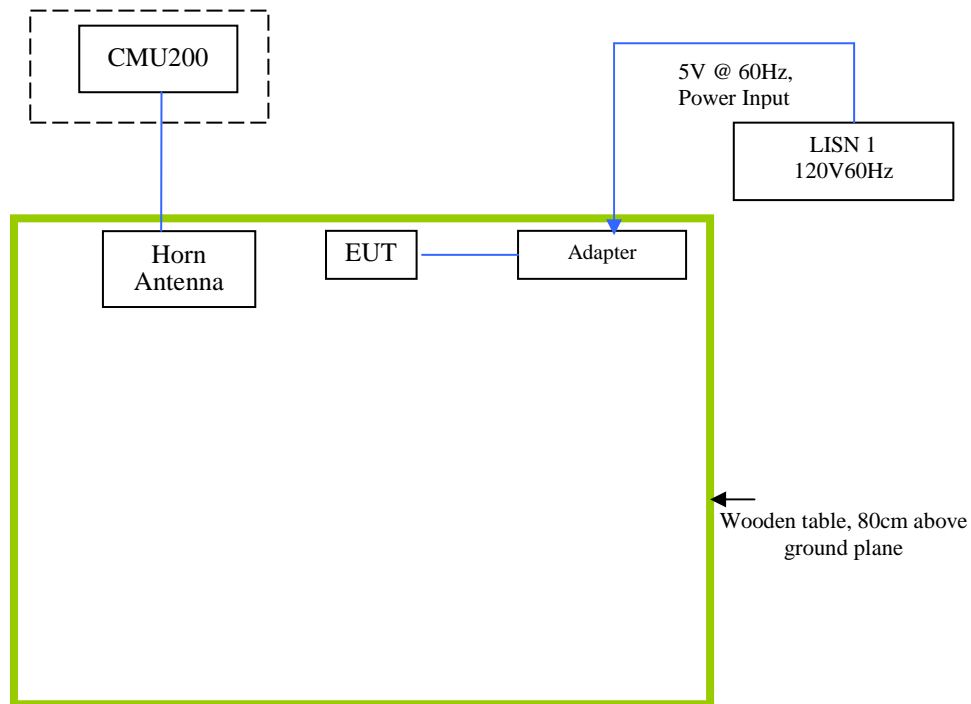 CMU200
5V @ 60Hz,
Power Input
LISN 1
120V60Hz
Horn
Antenna
EUT
Adapter
Wooden table, 80cm above
ground plane